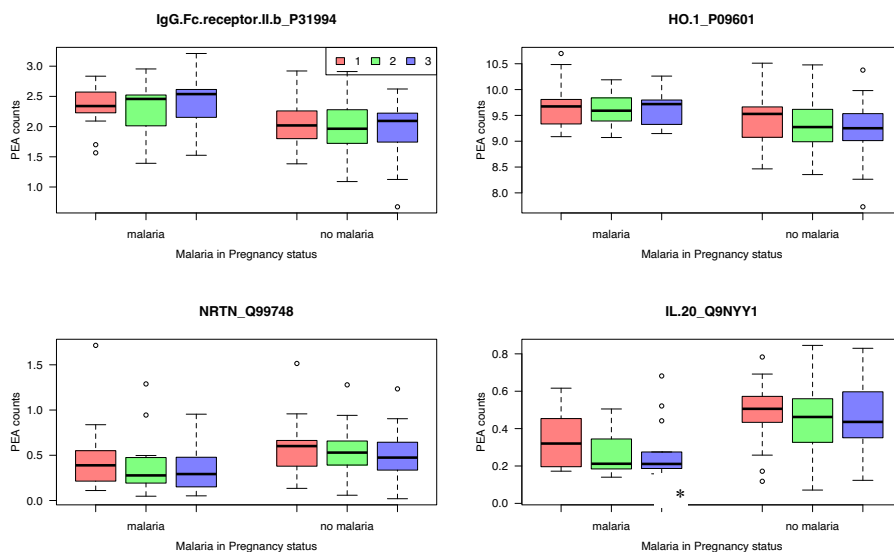 IgG.Fc.receptor.II.b_P31994
PEA counts
3.0
2.5
2.0
1.5
1.0
1 2 3
malaria no malaria
Malaria in Pregnancy status
HO.1_P09601
PEA counts
10.5
10.0
9.5
9.0
8.5
8.0
malaria no malaria
Malaria in Pregnancy status
NRTN_Q99748
PEA counts
1.5
1.0
0.5
0.0
malaria no malaria
Malaria in Pregnancy status
IL.20_Q9NYY1
PEA counts
0.8
0.6
0.4
0.2
0.0
*
malaria no malaria
Malaria in Pregnancy status